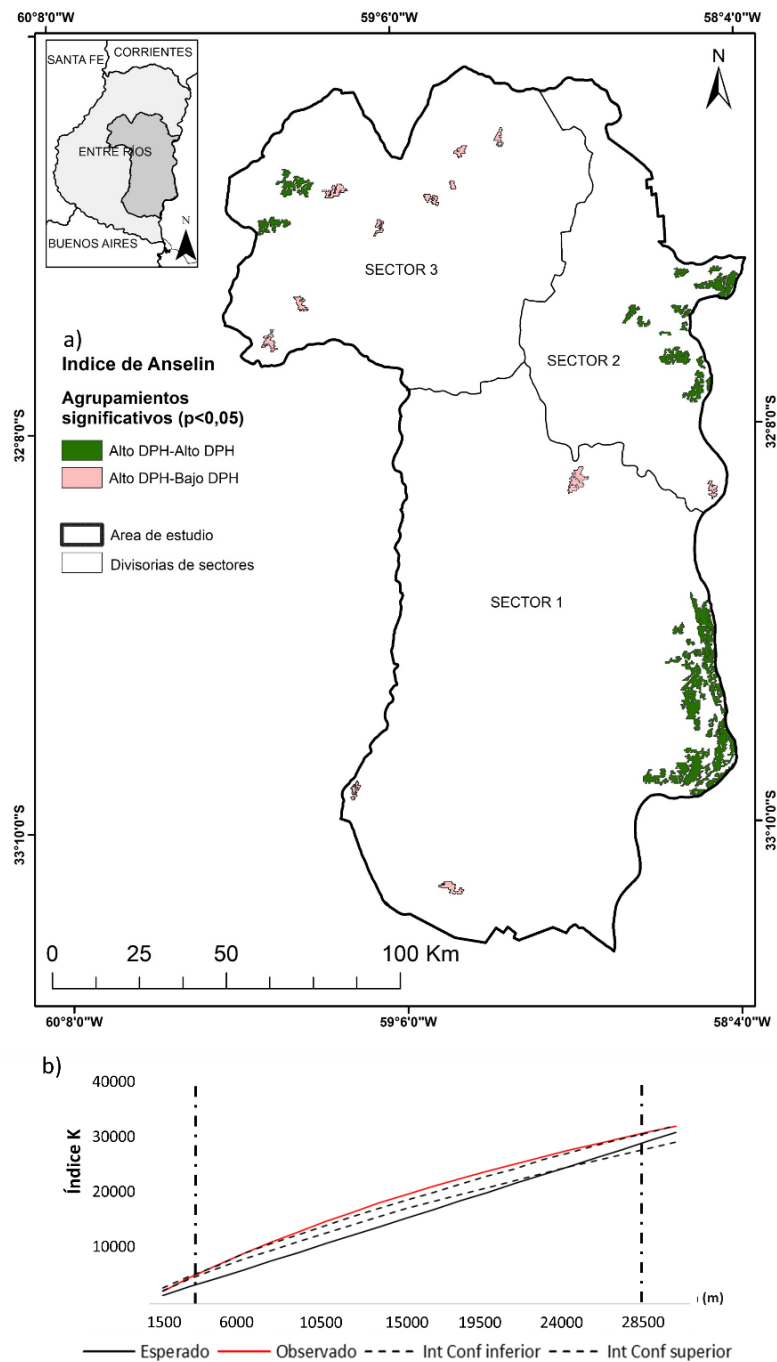 60°8'0"W 59°6'0"W 58°4'0"W
SANTA FE
CORRIENTES
ENTRE RÍOS
BUENOS AIRES
N
N
SECTOR 3
SECTOR 2
SECTOR 1
a)
Indice de Anselin
Agrupamientos
significativos (p<0,05)
Alto DPH-Alto DPH
Alto DPH-Bajo DPH
Area de estudio
Divisorias de sectores
32°8'0"S
32°8'0"S
33°10'0"S
33°10'0"S
0 25 50 100 Km
60°8'0"W 59°6'0"W 58°4'0"W
b)
Índice K
40000
30000
20000
10000
1500 6000 10500 15000 19500 24000 28500 (m)
Esperado Observado Int Conf inferior Int Conf superior